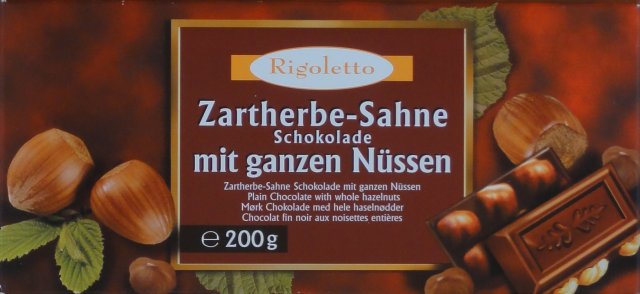 Rigoletto
Zartherbe-Sahne
Schokolade
mit ganzen Nüssen
Zartherbe-Sahne Schokolade mit ganzen Nüssen
Plain Chocolate with whole hazelnuts
Mørk Chokolade med hele haselnødder
Chocolat fin noir aux noisettes entières
℮ 200g